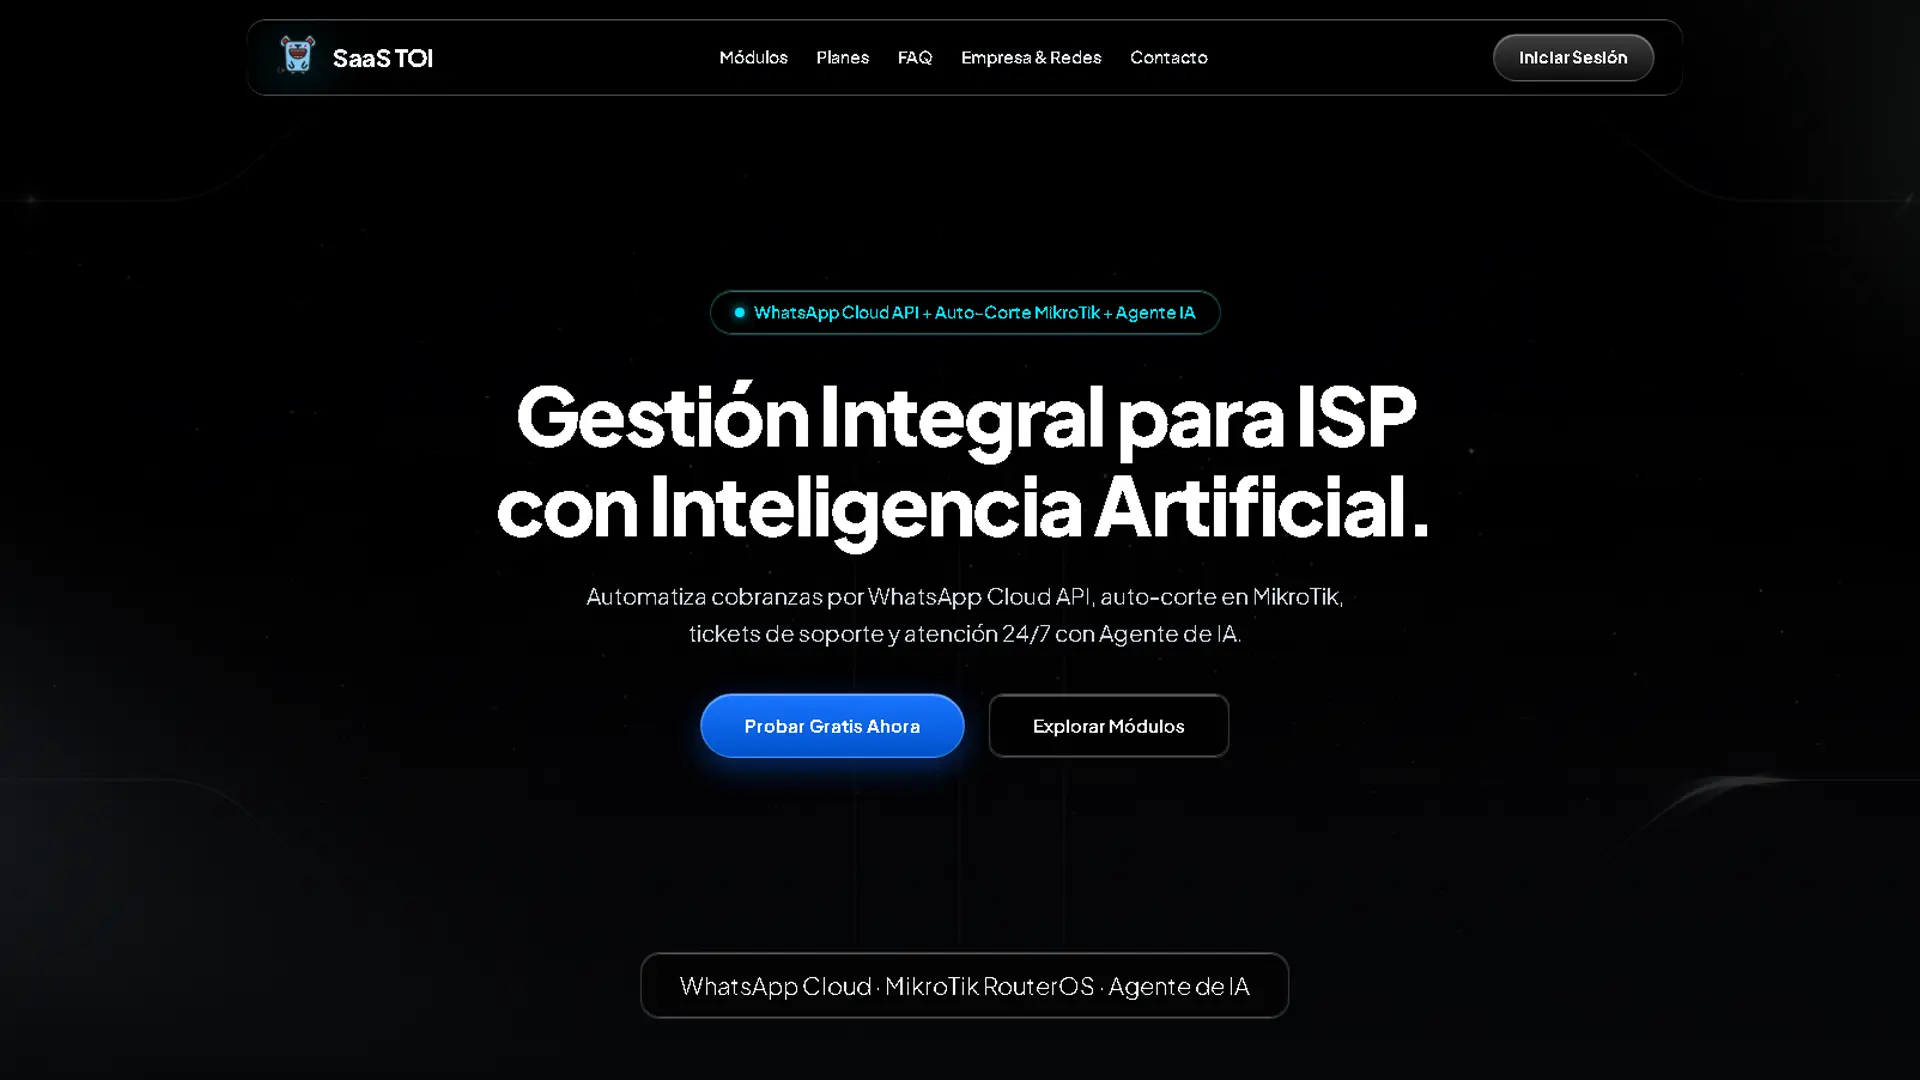 SaaS TOI
Módulos
Planes
FAQ
Empresa & Redes
Contacto
Iniciar Sesión
WhatsApp Cloud API + Auto-Corte MikroTik + Agente IA
Gestión Integral para ISP
con Inteligencia Artificial.
Automatiza cobranzas por WhatsApp Cloud API, auto-corte en MikroTik,
tickets de soporte y atención 24/7 con Agente de IA.
Probar Gratis Ahora
Explorar Módulos
WhatsApp Cloud · MikroTik RouterOS · Agente de IA